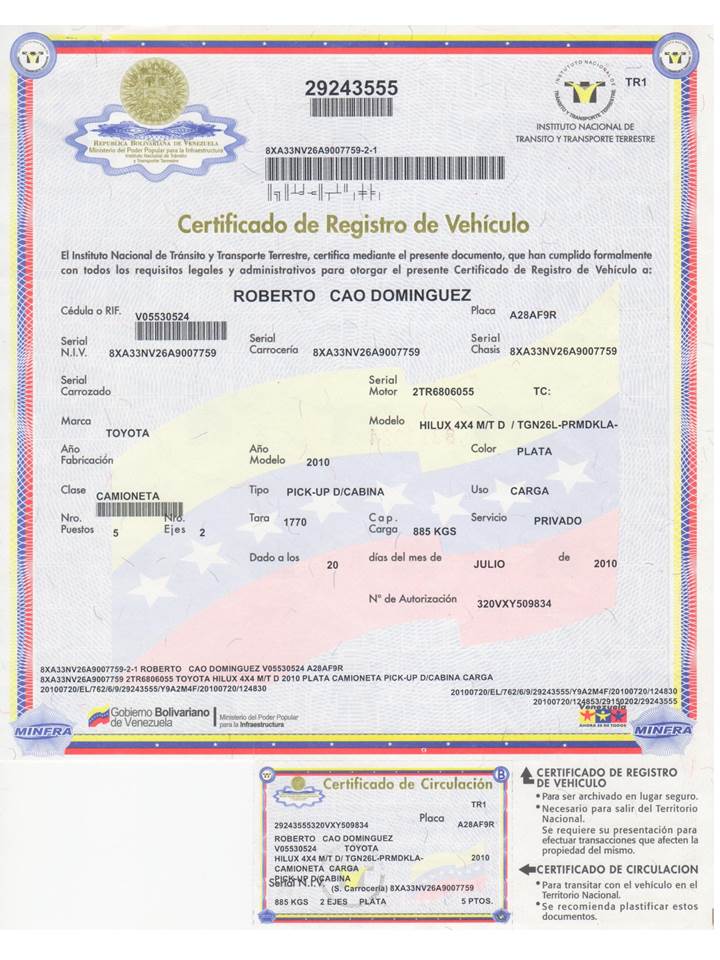 MINFRA
MINFRA
29243555
TR1
INSTITUTO NACIONAL DE TRÁNSITO Y TRANSPORTE TERRESTRE
REPUBLICA BOLIVARIANA DE VENEZUELA
Ministerio del Poder Popular para la Infraestructura
Instituto Nacional de Tránsito
y Transporte Terrestre
INSTITUTO NACIONAL DE
TRANSITO Y TRANSPORTE TERRESTRE
8XA33NV26A9007759-2-1
Certificado de Registro de Vehículo
El Instituto Nacional de Tránsito y Transporte Terrestre, certifica mediante el presente documento, que han cumplido formalmente
con todos los requisitos legales y administrativos para otorgar el presente Certificado de Registro de Vehículo a:
ROBERTO CAO DOMINGUEZ
Cédula o RIF. V05530524 Placa A28AF9R
Serial N.I.V. 8XA33NV26A9007759 Serial Carrocería 8XA33NV26A9007759 Serial Chasis 8XA33NV26A9007759
Serial Carrozado Serial Motor 2TR6806055 TC:
Marca TOYOTA Modelo HILUX 4X4 M/T D / TGN26L-PRMDKLA-
Año Fabricación Año Modelo 2010 Color PLATA
Clase CAMIONETA Tipo PICK-UP D/CABINA Uso CARGA
Nro. Puestos 5 Nro. Ejes 2 Tara 1770 Cap. Carga 885 KGS Servicio PRIVADO
Dado a los 20 días del mes de JULIO de 2010
N° de Autorización 320VXY509834
8XA33NV26A9007759-2-1 ROBERTO CAO DOMINGUEZ V05530524 A28AF9R
8XA33NV26A9007759 2TR6806055 TOYOTA HILUX 4X4 M/T D 2010 PLATA CAMIONETA PICK-UP D/CABINA CARGA
20100720/EL/762/6/9/29243555/Y9A2M4F/20100720/124830
20100720/EL/762/6/9/29243555/Y9A2M4F/20100720/124830
20100720/124853/29150202/29243555
Gobierno Bolivariano
de Venezuela
Ministerio del Poder Popular
para la Infraestructura
Venezuela
AHORA ES DE TODOS
MINFRA
MINFRA
Certificado de Circulación
B
TR1
29243555320VXY509834 Placa A28AF9R
ROBERTO CAO DOMINGUEZ
V05530524 TOYOTA
HILUX 4X4 M/T D/ TGN26L-PRMDKLA- 2010
CAMIONETA CARGA
PICK-UP D/CABINA
Serial N.I.V. (S. Carrocería) 8XA33NV26A9007759
885 KGS 2 EJES PLATA 5 PTOS.
CERTIFICADO DE REGISTRO
DE VEHICULO
• Para ser archivado en lugar seguro.
• Necesario para salir del Territorio
Nacional.
Se requiere su presentación para
efectuar transacciones que afecten la
propiedad del mismo.
CERTIFICADO DE CIRCULACION
• Para transitar con el vehículo en el
Territorio Nacional.
• Se recomienda plastificar estos
documentos.